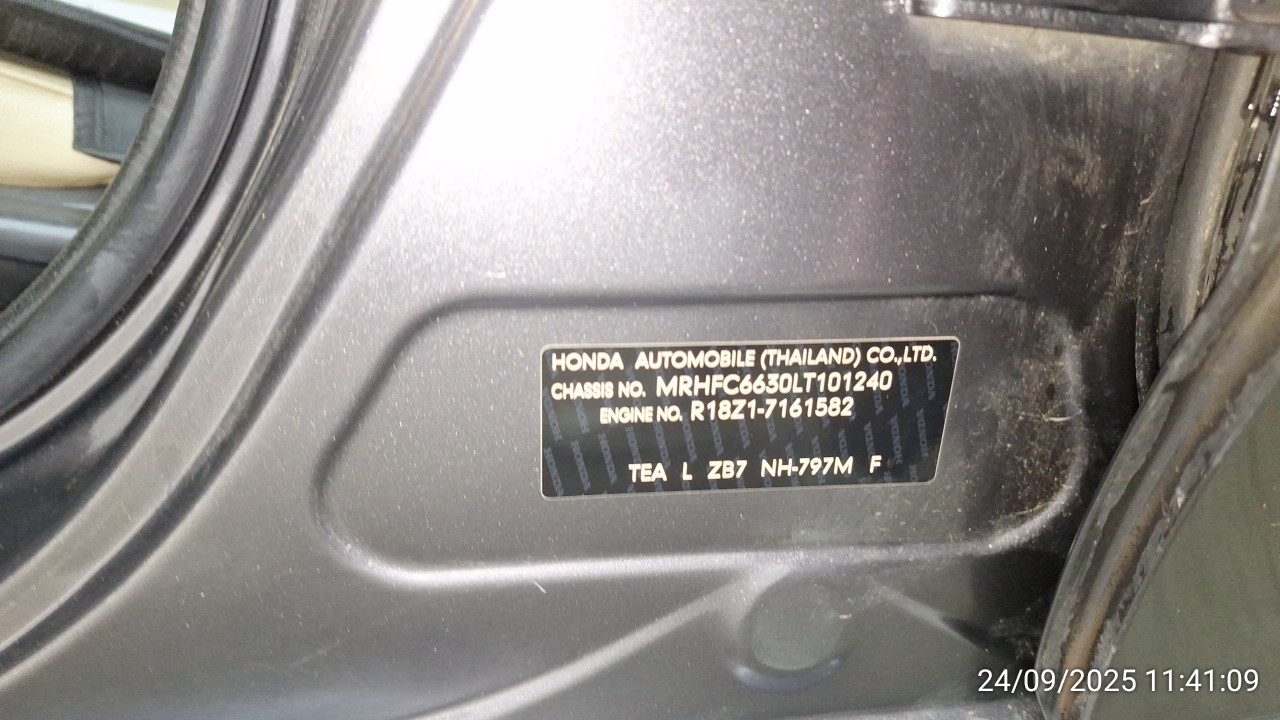 HONDA AUTOMOBILE (THAILAND) CO.,LTD.
CHASSIS NO. MRHFC6630LT101240
ENGINE NO. R18Z1-7161582
TEA L ZB7 NH-797M F
24/09/2025 11:41:09